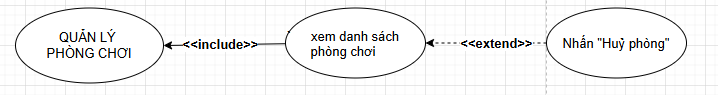 QUẢN LÝ
PHÒNG CHƠI
<<include>>
xem danh sách
phòng chơi
<<extend>>
Nhấn "Huỷ phòng"